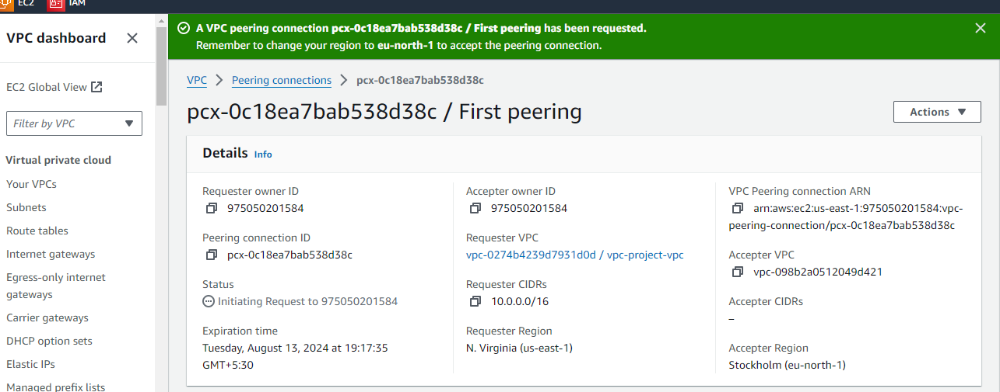 EC2
IAM
VPC dashboard
A VPC peering connection pcx-0c18ea7bab538d38c / First peering has been requested.
Remember to change your region to eu-north-1 to accept the peering connection.
EC2 Global View
Filter by VPC
Virtual private cloud
Your VPCs
Subnets
Route tables
Internet gateways
Egress-only internet
gateways
Carrier gateways
DHCP option sets
Elastic IPs
Managed prefix lists
VPC
Peering connections
pcx-0c18ea7bab538d38c
pcx-0c18ea7bab538d38c / First peering
Actions
Details Info
Requester owner ID
975050201584
Peering connection ID
pcx-0c18ea7bab538d38c
Status
Initiating Request to 975050201584
Expiration time
Tuesday, August 13, 2024 at 19:17:35
GMT+5:30
Accepter owner ID
975050201584
Requester VPC
vpc-0274b4239d7931d0d / vpc-project-vpc
Requester CIDRs
10.0.0.0/16
Requester Region
N. Virginia (us-east-1)
VPC Peering connection ARN
arn:aws:ec2:us-east-1:975050201584:vpc-
peering-connection/pcx-0c18ea7bab538d38c
Accepter VPC
vpc-098b2a0512049d421
Accepter CIDRs
–
Accepter Region
Stockholm (eu-north-1)